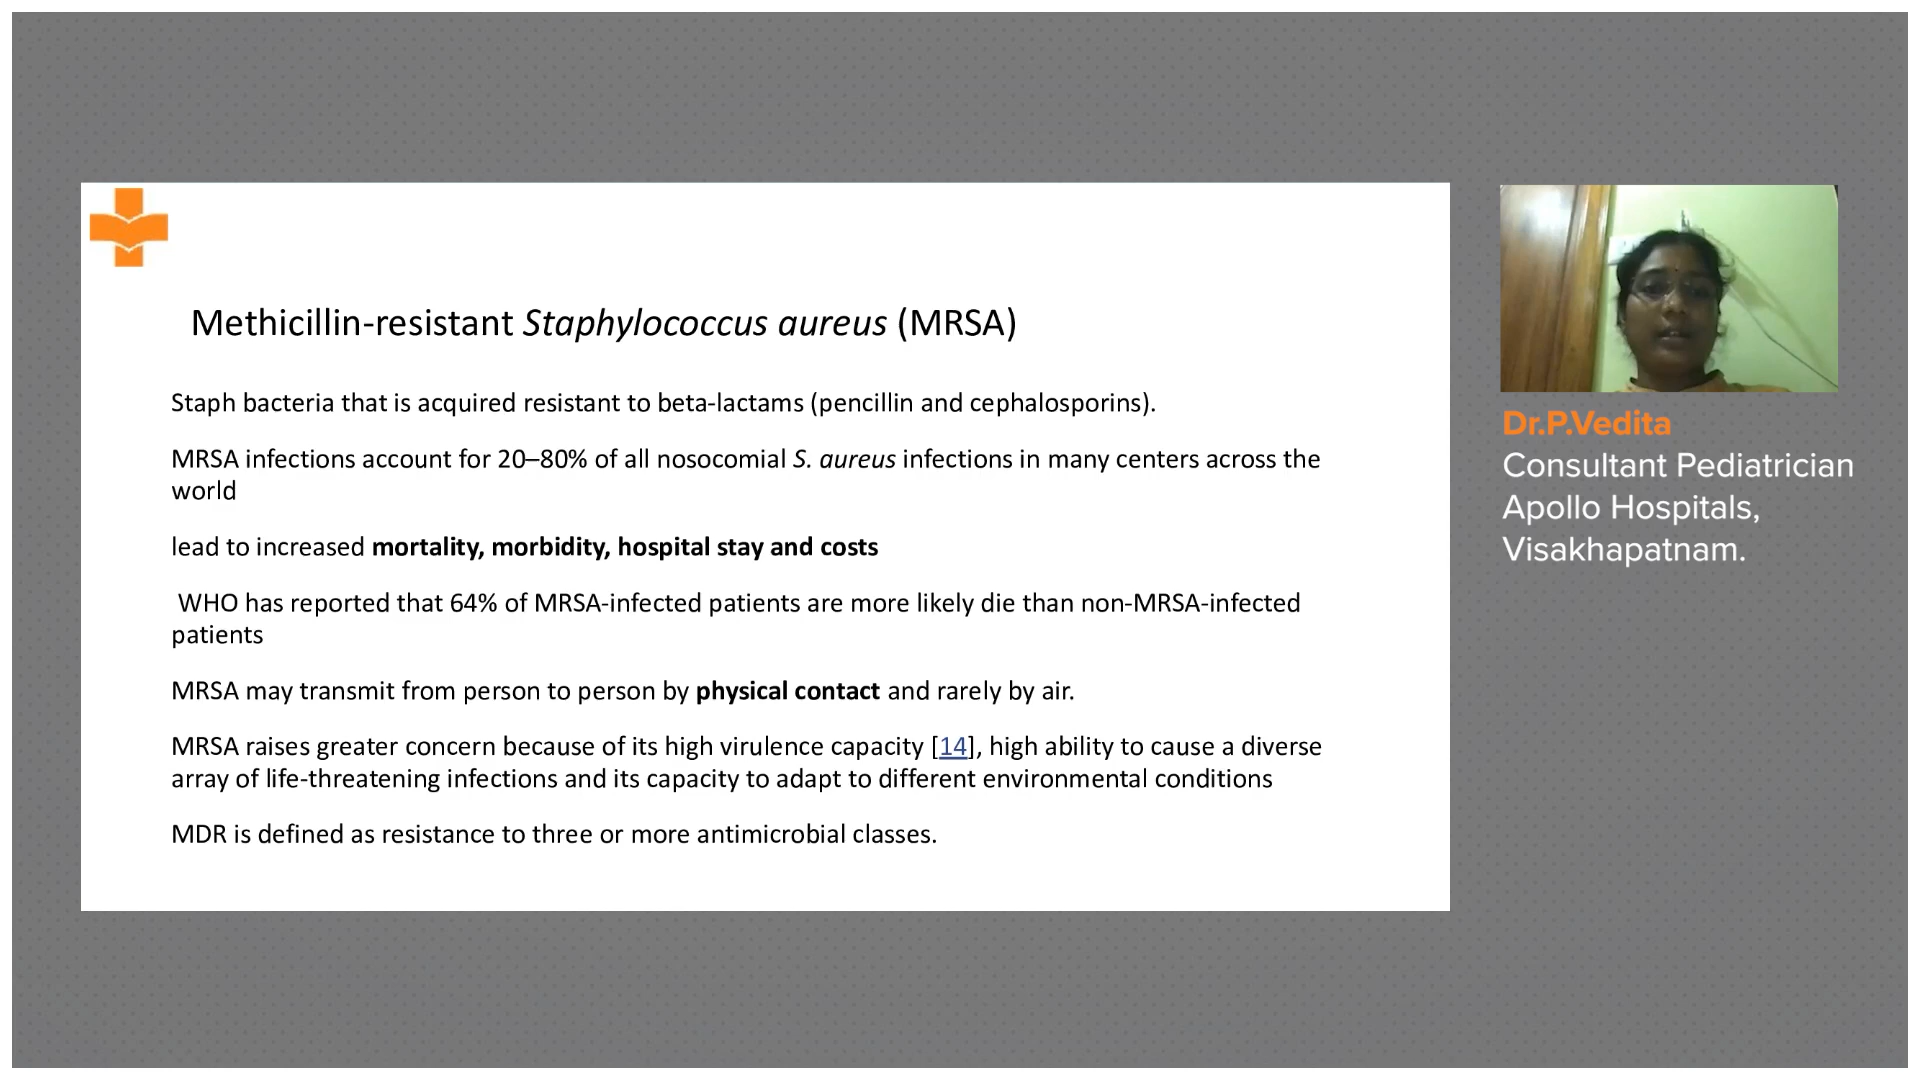 Methicillin-resistant Staphylococcus aureus (MRSA)
Staph bacteria that is acquired resistant to beta-lactams (pencillin and cephalosporins).
MRSA infections account for 20–80% of all nosocomial S. aureus infections in many centers across the
world
lead to increased mortality, morbidity, hospital stay and costs
WHO has reported that 64% of MRSA-infected patients are more likely die than non-MRSA-infected
patients
MRSA may transmit from person to person by physical contact and rarely by air.
MRSA raises greater concern because of its high virulence capacity [14], high ability to cause a diverse
array of life-threatening infections and its capacity to adapt to different environmental conditions
MDR is defined as resistance to three or more antimicrobial classes.
Dr.P.Vedita
Consultant Pediatrician
Apollo Hospitals,
Visakhapatnam.